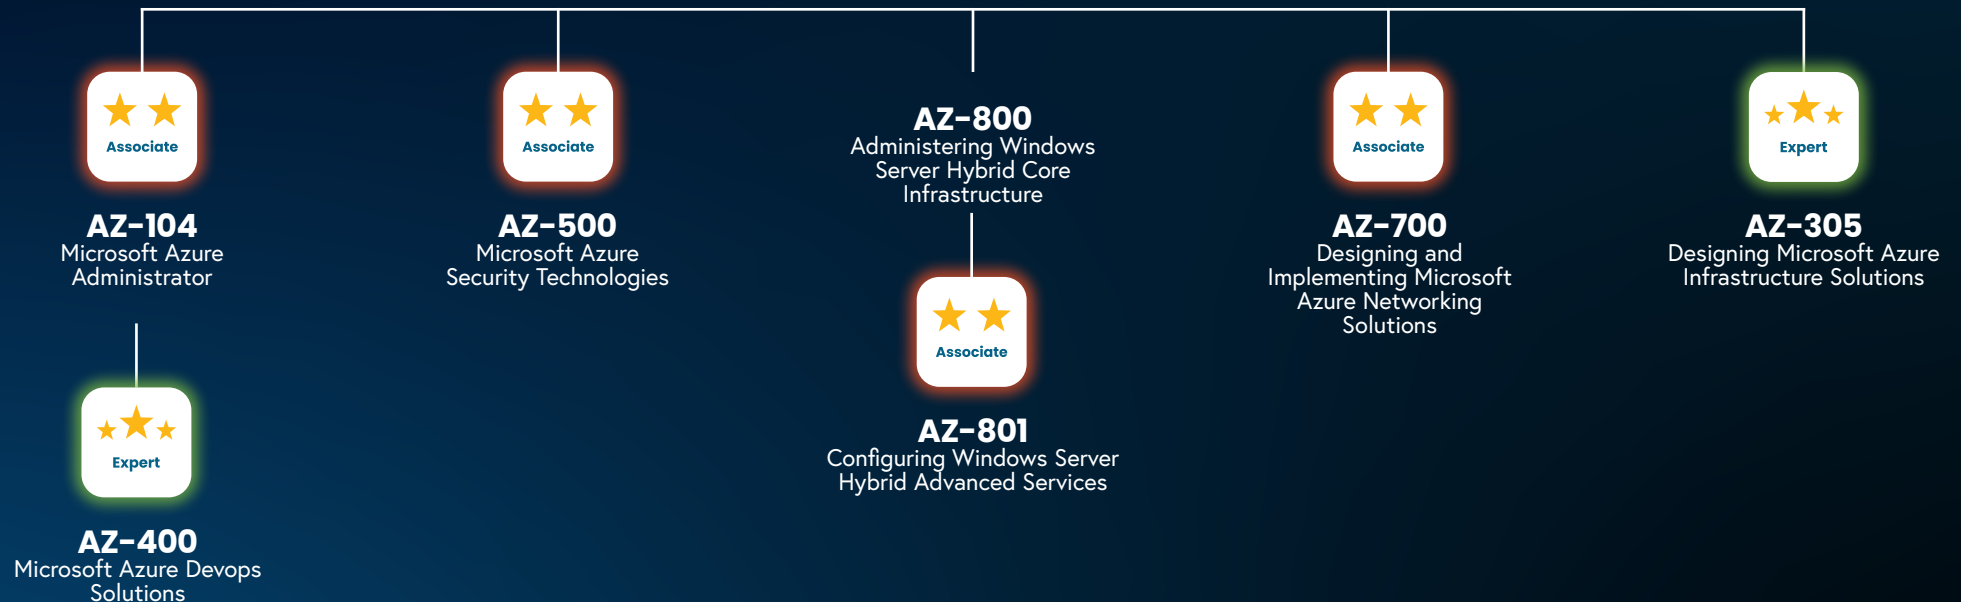 Associate
AZ-104
Microsoft Azure
Administrator
Expert
AZ-400
Microsoft Azure Devops
Solutions
Associate
AZ-500
Microsoft Azure
Security Technologies
AZ-800
Administering Windows
Server Hybrid Core
Infrastructure
Associate
AZ-801
Configuring Windows Server
Hybrid Advanced Services
Associate
AZ-700
Designing and
Implementing Microsoft
Azure Networking
Solutions
Expert
AZ-305
Designing Microsoft Azure
Infrastructure Solutions